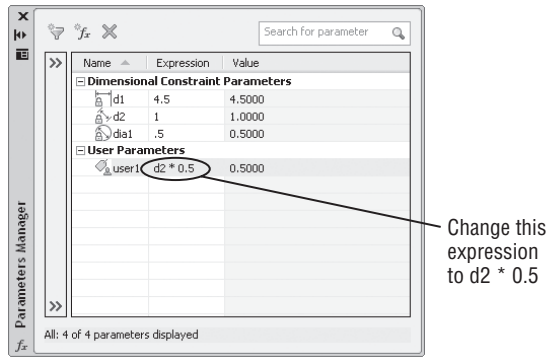 Search for parameter
Name Expression Value
Dimensional Constraint Parameters
d1 4.5 4.5000
d2 1 1.0000
dia1 .5 0.5000
User Parameters
user1 d2 * 0.5 0.5000
All: 4 of 4 parameters displayed
Parameters Manager
fx
Change this
expression
to d2 * 0.5